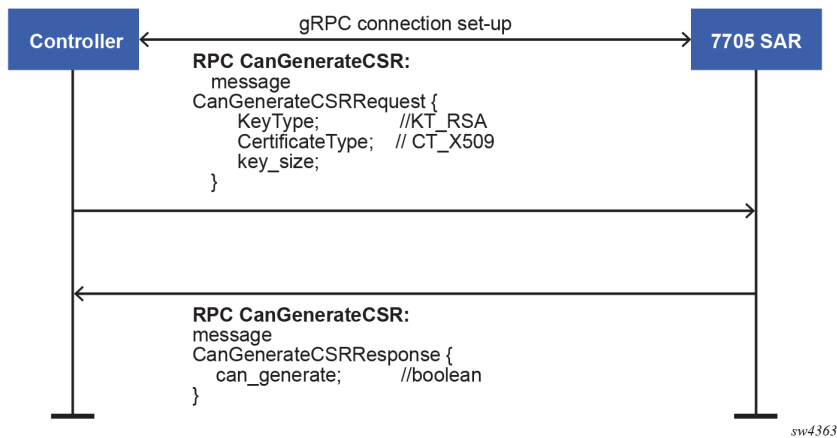 gRPC connection set-up
Controller
7705 SAR
RPC CanGenerateCSR:
message
CanGenerateCSRRequest {
KeyType; //KT_RSA
CertificateType; // CT_X509
key_size;
}
RPC CanGenerateCSR:
message
CanGenerateCSRResponse {
can_generate; //boolean
}
sw4363